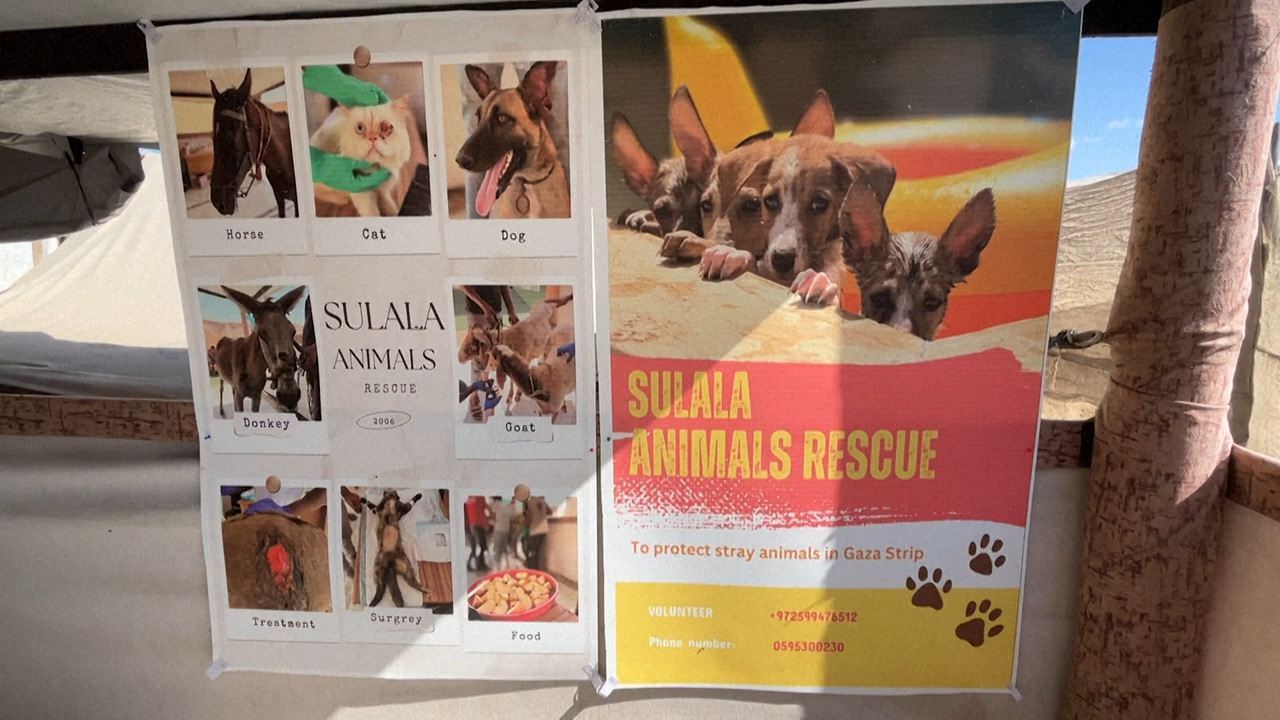 Horse
Cat
Dog
SULALA
ANIMALS
RESCUE
2006
Donkey
Goat
Treatment
Surgrey
Food
SULALA
ANIMALS RESCUE
To protect stray animals in Gaza Strip
VOLUNTEER +972599476512
Phone number: 0595300230